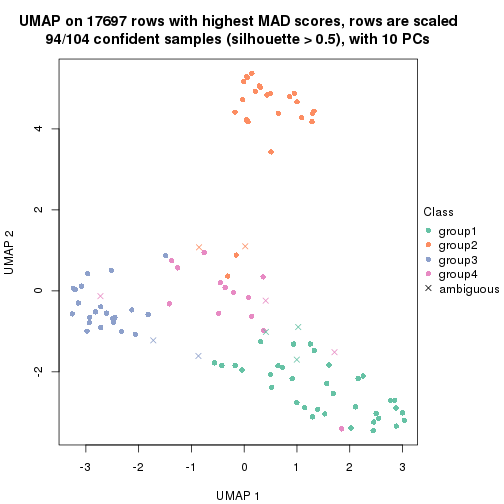 UMAP on 17697 rows with highest MAD scores, rows are scaled
94/104 confident samples (silhouette > 0.5), with 10 PCs
4
2
0
-2
UMAP 2
-3
-2
-1
0
1
2
3
UMAP 1
Class
group1
group2
group3
group4
ambiguous